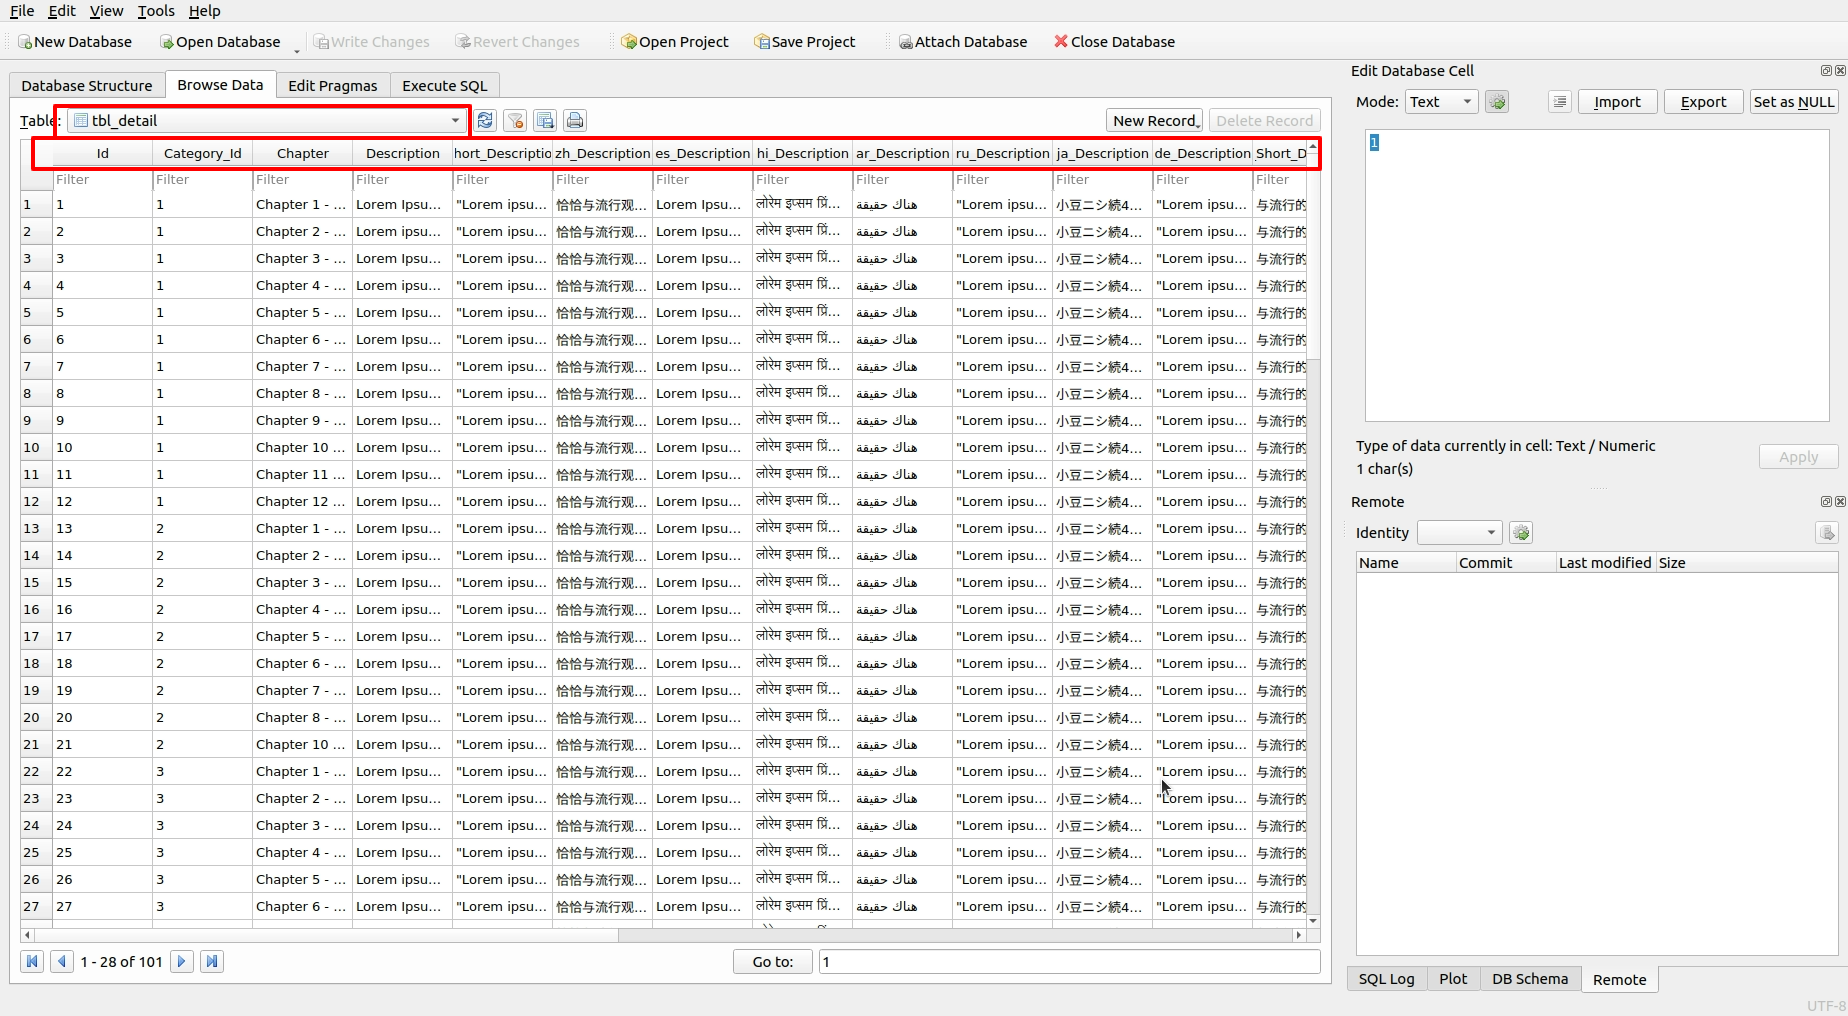 File Edit View Tools Help
New Database Open Database Write Changes Revert Changes Open Project Save Project Attach Database Close Database
Database Structure Browse Data Edit Pragmas Execute SQL
Table: tbl_detail New Record Delete Record
Id Category_Id Chapter Description hort_Descriptio zh_Description es_Description hi_Description ar_Description ru_Description ja_Description de_Description _Short_D
Filter Filter Filter Filter Filter Filter Filter Filter Filter Filter Filter Filter Filter
1 1 1 Chapter 1 - ... Lorem Ipsu... "Lorem ipsu... 恰恰与流行观... Lorem Ipsu... लोरेम इप्सम प्रिं... هناك حقيقة "Lorem ipsu... 小豆ニシ続4... "Lorem ipsu... 与流行的
2 2 1 Chapter 2 - ... Lorem Ipsu... "Lorem ipsu... 恰恰与流行观... Lorem Ipsu... लोरेम इप्सम प्रिं... هناك حقيقة "Lorem ipsu... 小豆ニシ続4... "Lorem ipsu... 与流行的
3 3 1 Chapter 3 - ... Lorem Ipsu... "Lorem ipsu... 恰恰与流行观... Lorem Ipsu... लोरेम इप्सम प्रिं... هناك حقيقة "Lorem ipsu... 小豆ニシ続4... "Lorem ipsu... 与流行的
4 4 1 Chapter 4 - ... Lorem Ipsu... "Lorem ipsu... 恰恰与流行观... Lorem Ipsu... लोरेम इप्सम प्रिं... هناك حقيقة "Lorem ipsu... 小豆ニシ続4... "Lorem ipsu... 与流行的
5 5 1 Chapter 5 - ... Lorem Ipsu... "Lorem ipsu... 恰恰与流行观... Lorem Ipsu... लोरेम इप्सम प्रिं... هناك حقيقة "Lorem ipsu... 小豆ニシ続4... "Lorem ipsu... 与流行的
6 6 1 Chapter 6 - ... Lorem Ipsu... "Lorem ipsu... 恰恰与流行观... Lorem Ipsu... लोरेम इप्सम प्रिं... هناك حقيقة "Lorem ipsu... 小豆ニシ続4... "Lorem ipsu... 与流行的
7 7 1 Chapter 7 - ... Lorem Ipsu... "Lorem ipsu... 恰恰与流行观... Lorem Ipsu... लोरेम इप्सम प्रिं... هناك حقيقة "Lorem ipsu... 小豆ニシ続4... "Lorem ipsu... 与流行的
8 8 1 Chapter 8 - ... Lorem Ipsu... "Lorem ipsu... 恰恰与流行观... Lorem Ipsu... लोरेम इप्सम प्रिं... هناك حقيقة "Lorem ipsu... 小豆ニシ続4... "Lorem ipsu... 与流行的
9 9 1 Chapter 9 - ... Lorem Ipsu... "Lorem ipsu... 恰恰与流行观... Lorem Ipsu... लोरेम इप्सम प्रिं... هناك حقيقة "Lorem ipsu... 小豆ニシ続4... "Lorem ipsu... 与流行的
10 10 1 Chapter 10 ... Lorem Ipsu... "Lorem ipsu... 恰恰与流行观... Lorem Ipsu... लोरेम इप्सम प्रिं... هناك حقيقة "Lorem ipsu... 小豆ニシ続4... "Lorem ipsu... 与流行的
11 11 1 Chapter 11 ... Lorem Ipsu... "Lorem ipsu... 恰恰与流行观... Lorem Ipsu... लोरेम इप्सम प्रिं... هناك حقيقة "Lorem ipsu... 小豆ニシ続4... "Lorem ipsu... 与流行的
12 12 1 Chapter 12 ... Lorem Ipsu... "Lorem ipsu... 恰恰与流行观... Lorem Ipsu... लोरेम इप्सम प्रिं... هناك حقيقة "Lorem ipsu... 小豆ニシ続4... "Lorem ipsu... 与流行的
13 13 2 Chapter 1 - ... Lorem Ipsu... "Lorem ipsu... 恰恰与流行观... Lorem Ipsu... लोरेम इप्सम प्रिं... هناك حقيقة "Lorem ipsu... 小豆ニシ続4... "Lorem ipsu... 与流行的
14 14 2 Chapter 2 - ... Lorem Ipsu... "Lorem ipsu... 恰恰与流行观... Lorem Ipsu... लोरेम इप्सम प्रिं... هناك حقيقة "Lorem ipsu... 小豆ニシ続4... "Lorem ipsu... 与流行的
15 15 2 Chapter 3 - ... Lorem Ipsu... "Lorem ipsu... 恰恰与流行观... Lorem Ipsu... लोरेम इप्सम प्रिं... هناك حقيقة "Lorem ipsu... 小豆ニシ続4... "Lorem ipsu... 与流行的
16 16 2 Chapter 4 - ... Lorem Ipsu... "Lorem ipsu... 恰恰与流行观... Lorem Ipsu... लोरेम इप्सम प्रिं... هناك حقيقة "Lorem ipsu... 小豆ニシ続4... "Lorem ipsu... 与流行的
17 17 2 Chapter 5 - ... Lorem Ipsu... "Lorem ipsu... 恰恰与流行观... Lorem Ipsu... लोरेम इप्सम प्रिं... هناك حقيقة "Lorem ipsu... 小豆ニシ続4... "Lorem ipsu... 与流行的
18 18 2 Chapter 6 - ... Lorem Ipsu... "Lorem ipsu... 恰恰与流行观... Lorem Ipsu... लोरेम इप्सम प्रिं... هناك حقيقة "Lorem ipsu... 小豆ニシ続4... "Lorem ipsu... 与流行的
19 19 2 Chapter 7 - ... Lorem Ipsu... "Lorem ipsu... 恰恰与流行观... Lorem Ipsu... लोरेम इप्सम प्रिं... هناك حقيقة "Lorem ipsu... 小豆ニシ続4... "Lorem ipsu... 与流行的
20 20 2 Chapter 8 - ... Lorem Ipsu... "Lorem ipsu... 恰恰与流行观... Lorem Ipsu... लोरेम इप्सम प्रिं... هناك حقيقة "Lorem ipsu... 小豆ニシ続4... "Lorem ipsu... 与流行的
21 21 2 Chapter 10 ... Lorem Ipsu... "Lorem ipsu... 恰恰与流行观... Lorem Ipsu... लोरेम इप्सम प्रिं... هناك حقيقة "Lorem ipsu... 小豆ニシ続4... "Lorem ipsu... 与流行的
22 22 3 Chapter 1 - ... Lorem Ipsu... "Lorem ipsu... 恰恰与流行观... Lorem Ipsu... लोरेम इप्सम प्रिं... هناك حقيقة "Lorem ipsu... 小豆ニシ続4... "Lorem ipsu... 与流行的
23 23 3 Chapter 2 - ... Lorem Ipsu... "Lorem ipsu... 恰恰与流行观... Lorem Ipsu... लोरेम इप्सम प्रिं... هناك حقيقة "Lorem ipsu... 小豆ニシ続4... "Lorem ipsu... 与流行的
24 24 3 Chapter 3 - ... Lorem Ipsu... "Lorem ipsu... 恰恰与流行观... Lorem Ipsu... लोरेम इप्सम प्रिं... هناك حقيقة "Lorem ipsu... 小豆ニシ続4... "Lorem ipsu... 与流行的
25 25 3 Chapter 4 - ... Lorem Ipsu... "Lorem ipsu... 恰恰与流行观... Lorem Ipsu... लोरेम इप्सम प्रिं... هناك حقيقة "Lorem ipsu... 小豆ニシ続4... "Lorem ipsu... 与流行的
26 26 3 Chapter 5 - ... Lorem Ipsu... "Lorem ipsu... 恰恰与流行观... Lorem Ipsu... लोरेम इप्सम प्रिं... هناك حقيقة "Lorem ipsu... 小豆ニシ続4... "Lorem ipsu... 与流行的
27 27 3 Chapter 6 - ... Lorem Ipsu... "Lorem ipsu... 恰恰与流行观... Lorem Ipsu... लोरेम इप्सम प्रिं... هناك حقيقة "Lorem ipsu... 小豆ニシ続4... "Lorem ipsu... 与流行的
1 - 28 of 101 Go to: 1
Edit Database Cell
Mode: Text Import Export Set as NULL
1
Type of data currently in cell: Text / Numeric
1 char(s)
Apply
Remote
Identity
Name Commit Last modified Size
SQL Log Plot DB Schema Remote
UTF-8